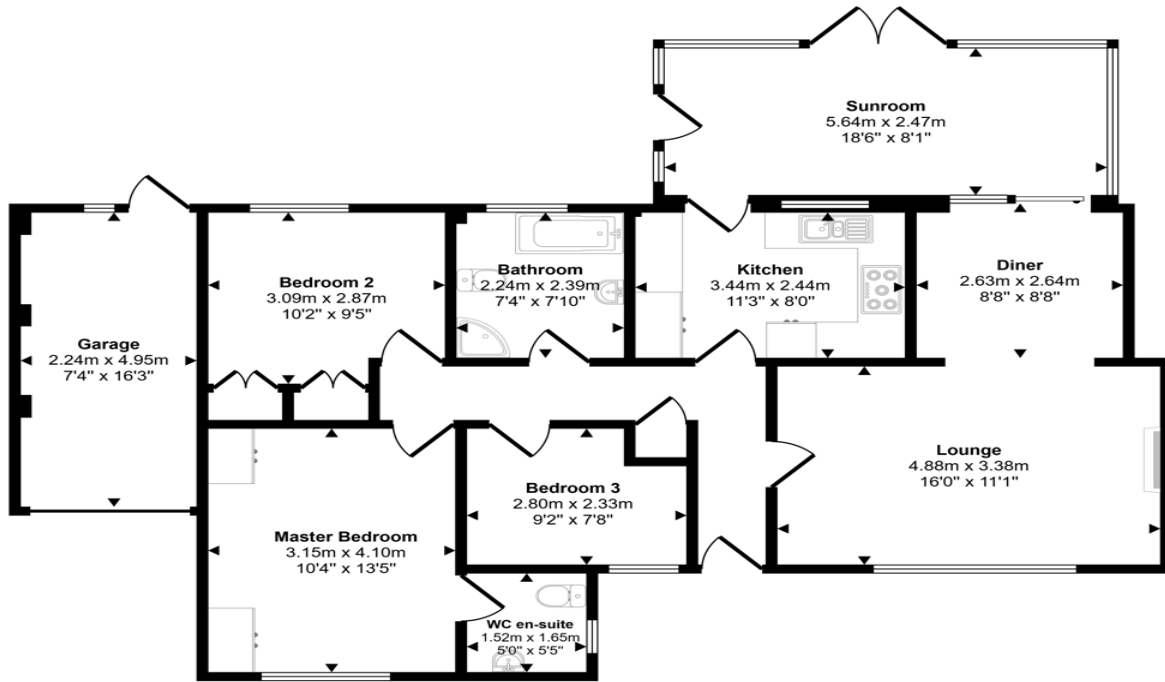 Sunroom
5.64m x 2.47m
18'6" x 8'1"
Bedroom 2
3.09m x 2.87m
10'2" x 9'5"
Bathroom
2.24m x 2.39m
7'4" x 7'10"
Kitchen
3.44m x 2.44m
11'3" x 8'0"
Diner
2.63m x 2.64m
8'8" x 8'8"
Garage
2.24m x 4.95m
7'4" x 16'3"
Lounge
4.88m x 3.38m
16'0" x 11'1"
Bedroom 3
2.80m x 2.33m
9'2" x 7'8"
Master Bedroom
3.15m x 4.10m
10'4" x 13'5"
WC en-suite
1.52m x 1.65m
5'0" x 5'5"